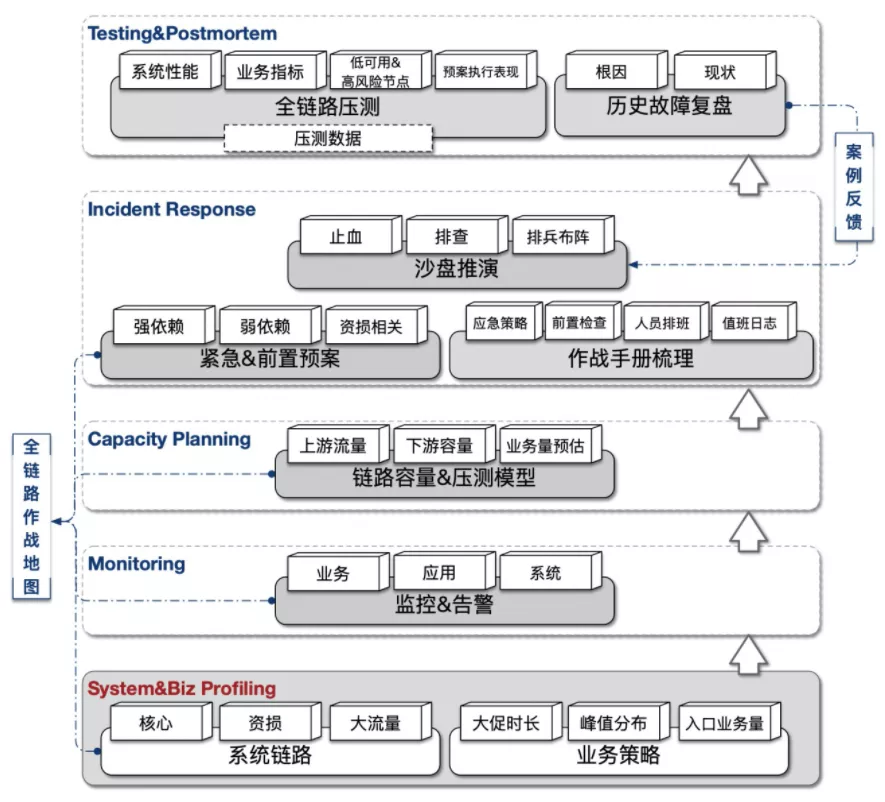 Testing&Postmortem
系统性能
业务指标
低可用&
高风险节点
预案执行表现
全链路压测
压测数据
根因
现状
历史故障复盘
案例反馈
Incident Response
止血
排查
排兵布阵
沙盘推演
强依赖
弱依赖
资损相关
紧急&前置预案
应急策略
前置检查
人员排班
值班日志
作战手册梳理
全链路作战地图
Capacity Planning
上游流量
下游容量
业务量预估
链路容量&压测模型
Monitoring
业务
应用
系统
监控&告警
System&Biz Profiling
核心
资损
大流量
系统链路
大促时长
峰值分布
入口业务量
业务策略